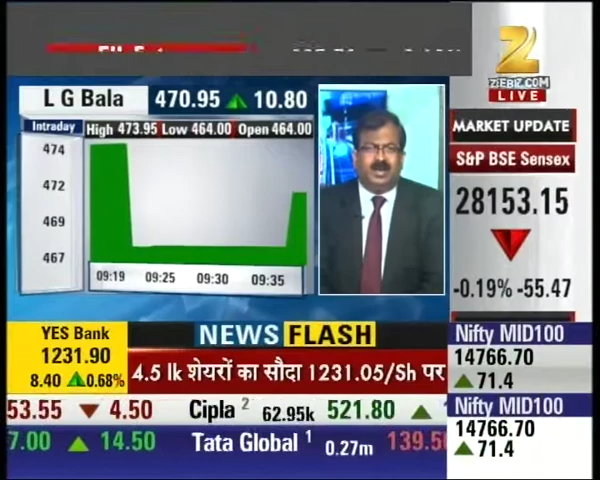 ZEEBIZ.COM
LIVE
L G Bala 470.95 10.80
Intraday High 473.95 Low 464.00 Open 464.00
474
472
469
467
09:19 09:25 09:30 09:35
MARKET UPDATE
S&P BSE Sensex
28153.15
-0.19% -55.47
YES Bank
1231.90
8.40 0.68%
NEWS FLASH
4.5 lk शेयरों का सौदा 1231.05/Sh पर
Nifty MID100
14766.70
71.4
53.55 4.50 Cipla 2 62.95k 521.80
7.00 14.50 Tata Global 1 0.27m 139.5
Nifty MID100
14766.70
71.4